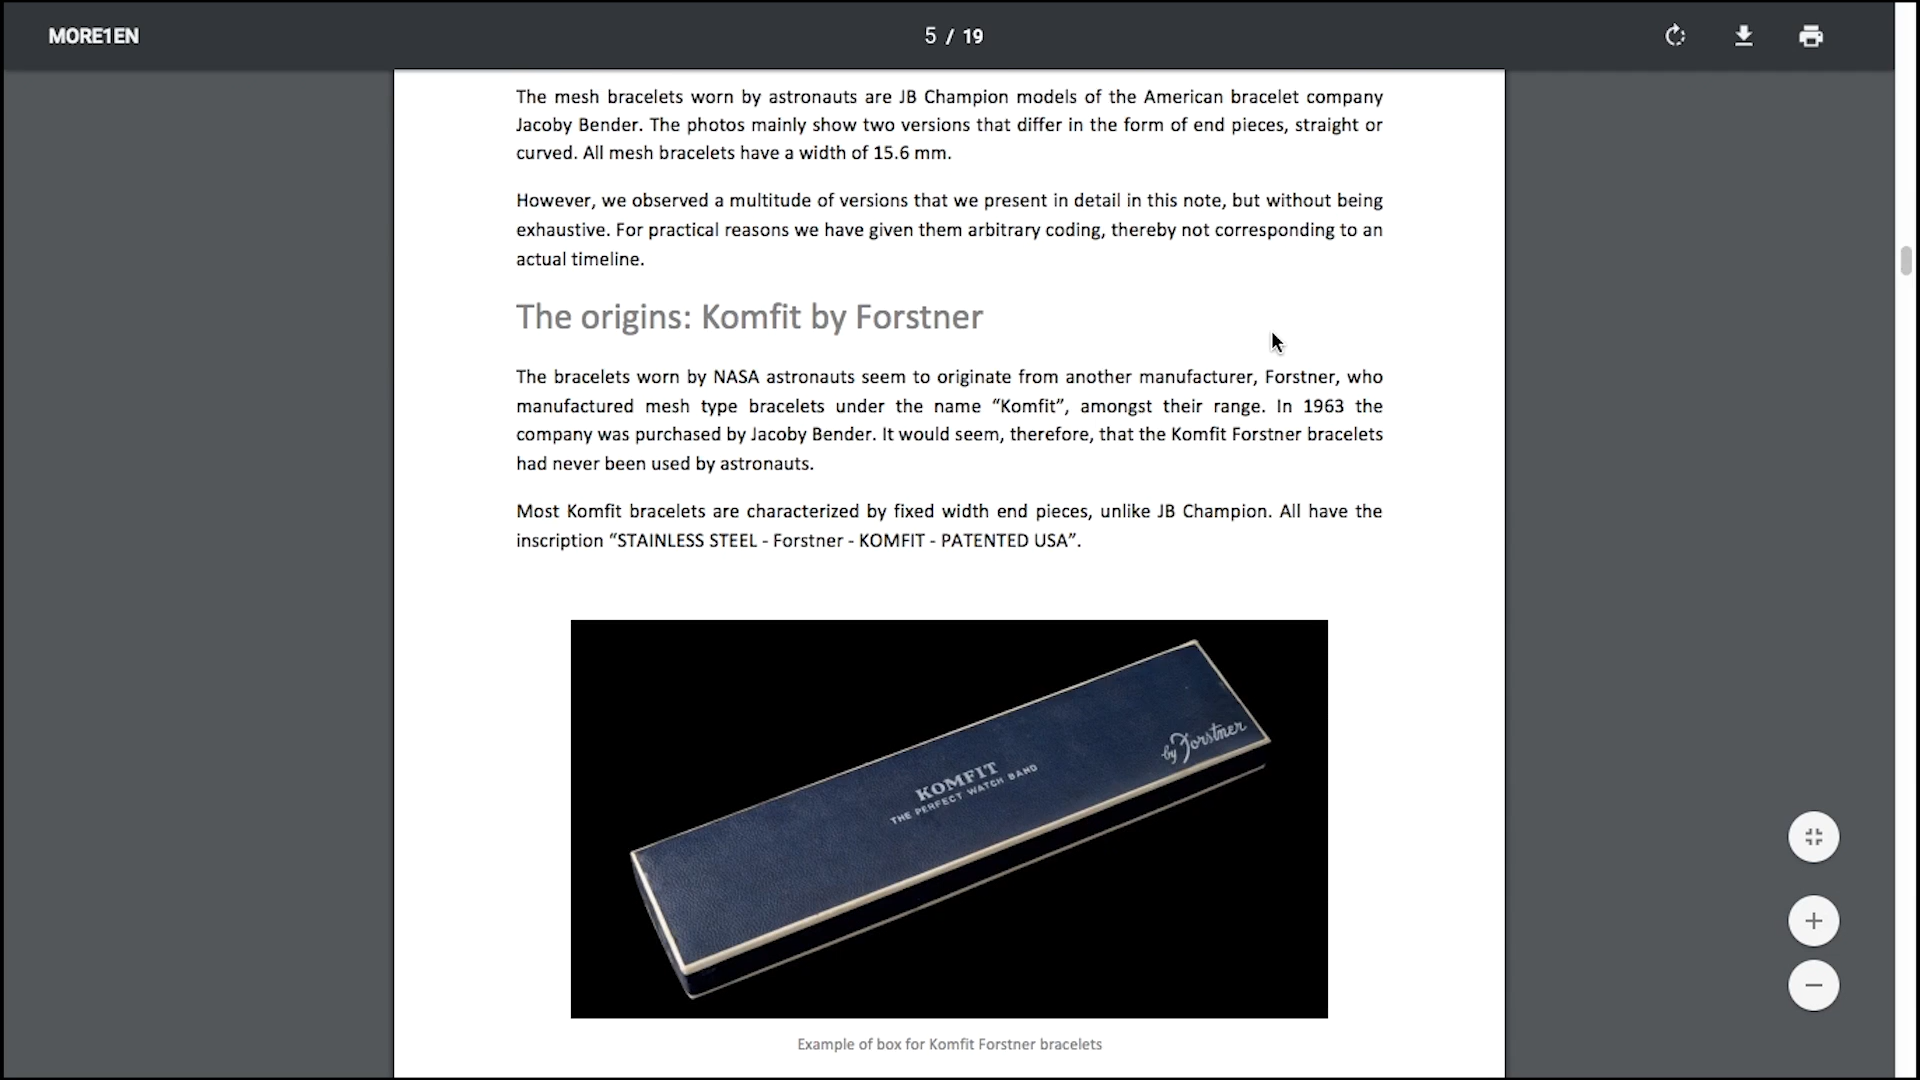 MORE1EN
5 / 19
The mesh bracelets worn by astronauts are JB Champion models of the American bracelet company
Jacoby Bender. The photos mainly show two versions that differ in the form of end pieces, straight or
curved. All mesh bracelets have a width of 15.6 mm.
However, we observed a multitude of versions that we present in detail in this note, but without being
exhaustive. For practical reasons we have given them arbitrary coding, thereby not corresponding to an
actual timeline.
The origins: Komfit by Forstner
The bracelets worn by NASA astronauts seem to originate from another manufacturer, Forstner, who
manufactured mesh type bracelets under the name “Komfit”, amongst their range. In 1963 the
company was purchased by Jacoby Bender. It would seem, therefore, that the Komfit Forstner bracelets
had never been used by astronauts.
Most Komfit bracelets are characterized by fixed width end pieces, unlike JB Champion. All have the
inscription “STAINLESS STEEL - Forstner - KOMFIT - PATENTED USA”.
KOMFIT
THE PERFECT WATCH BAND
by Forstner
Example of box for Komfit Forstner bracelets